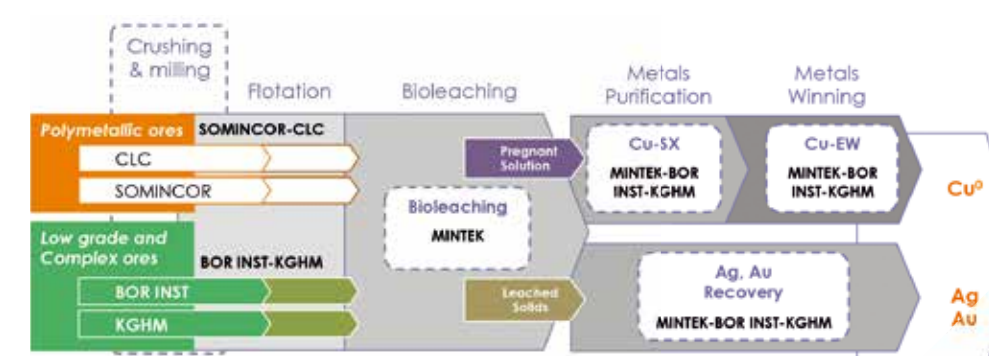 Crushing
& milling
Flotation
Bioleaching
Metals
Purification
Metals
Winning
Polymetallic ores
SOMINCOR-CLC
CLC
SOMINCOR
Pregnant
Solution
Cu-SX
MINTEK-BOR
INST-KGHM
Cu-EW
MINTEK-BOR
INST-KGHM
Cu⁰
Bioleaching
MINTEK
Low grade and
Complex ores
BOR INST-KGHM
BOR INST
KGHM
Leached
Solids
Ag, Au
Recovery
MINTEK-BOR INST-KGHM
Ag
Au